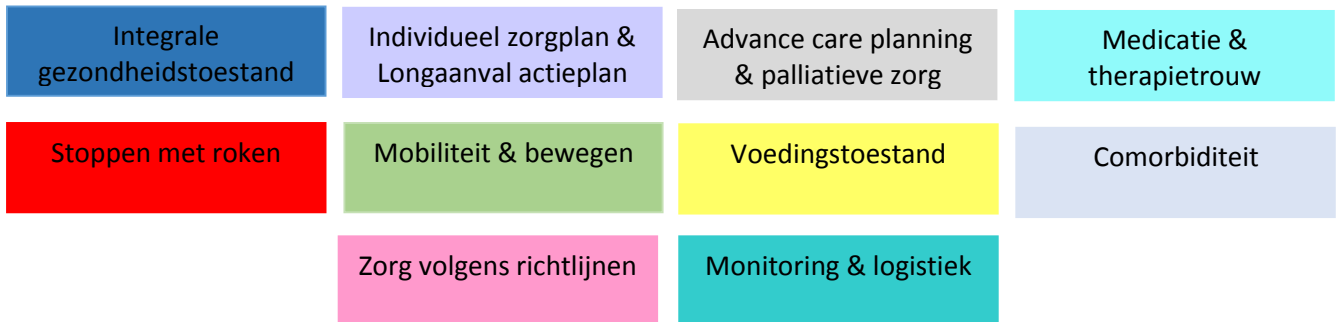 Integrale
gezondheidstoestand
Individueel zorgplan &
Longaanval actieplan
Advance care planning
& palliatieve zorg
Medicatie &
therapietrouw
Stoppen met roken
Mobiliteit & bewegen
Voedingstoestand
Comorbiditeit
Zorg volgens richtlijnen
Monitoring & logistiek